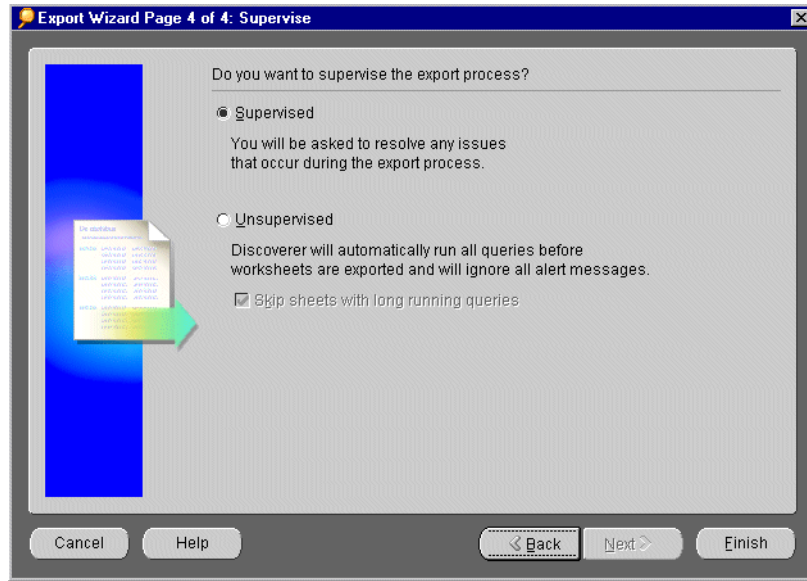 Export Wizard Page 4 of 4: Supervise
Do you want to supervise the export process?
Supervised
You will be asked to resolve any issues
that occur during the export process.
Unsupervised
Discoverer will automatically run all queries before
worksheets are exported and will ignore all alert messages.
Skip sheets with long running queries
Cancel
Help
Back
Next
Finish